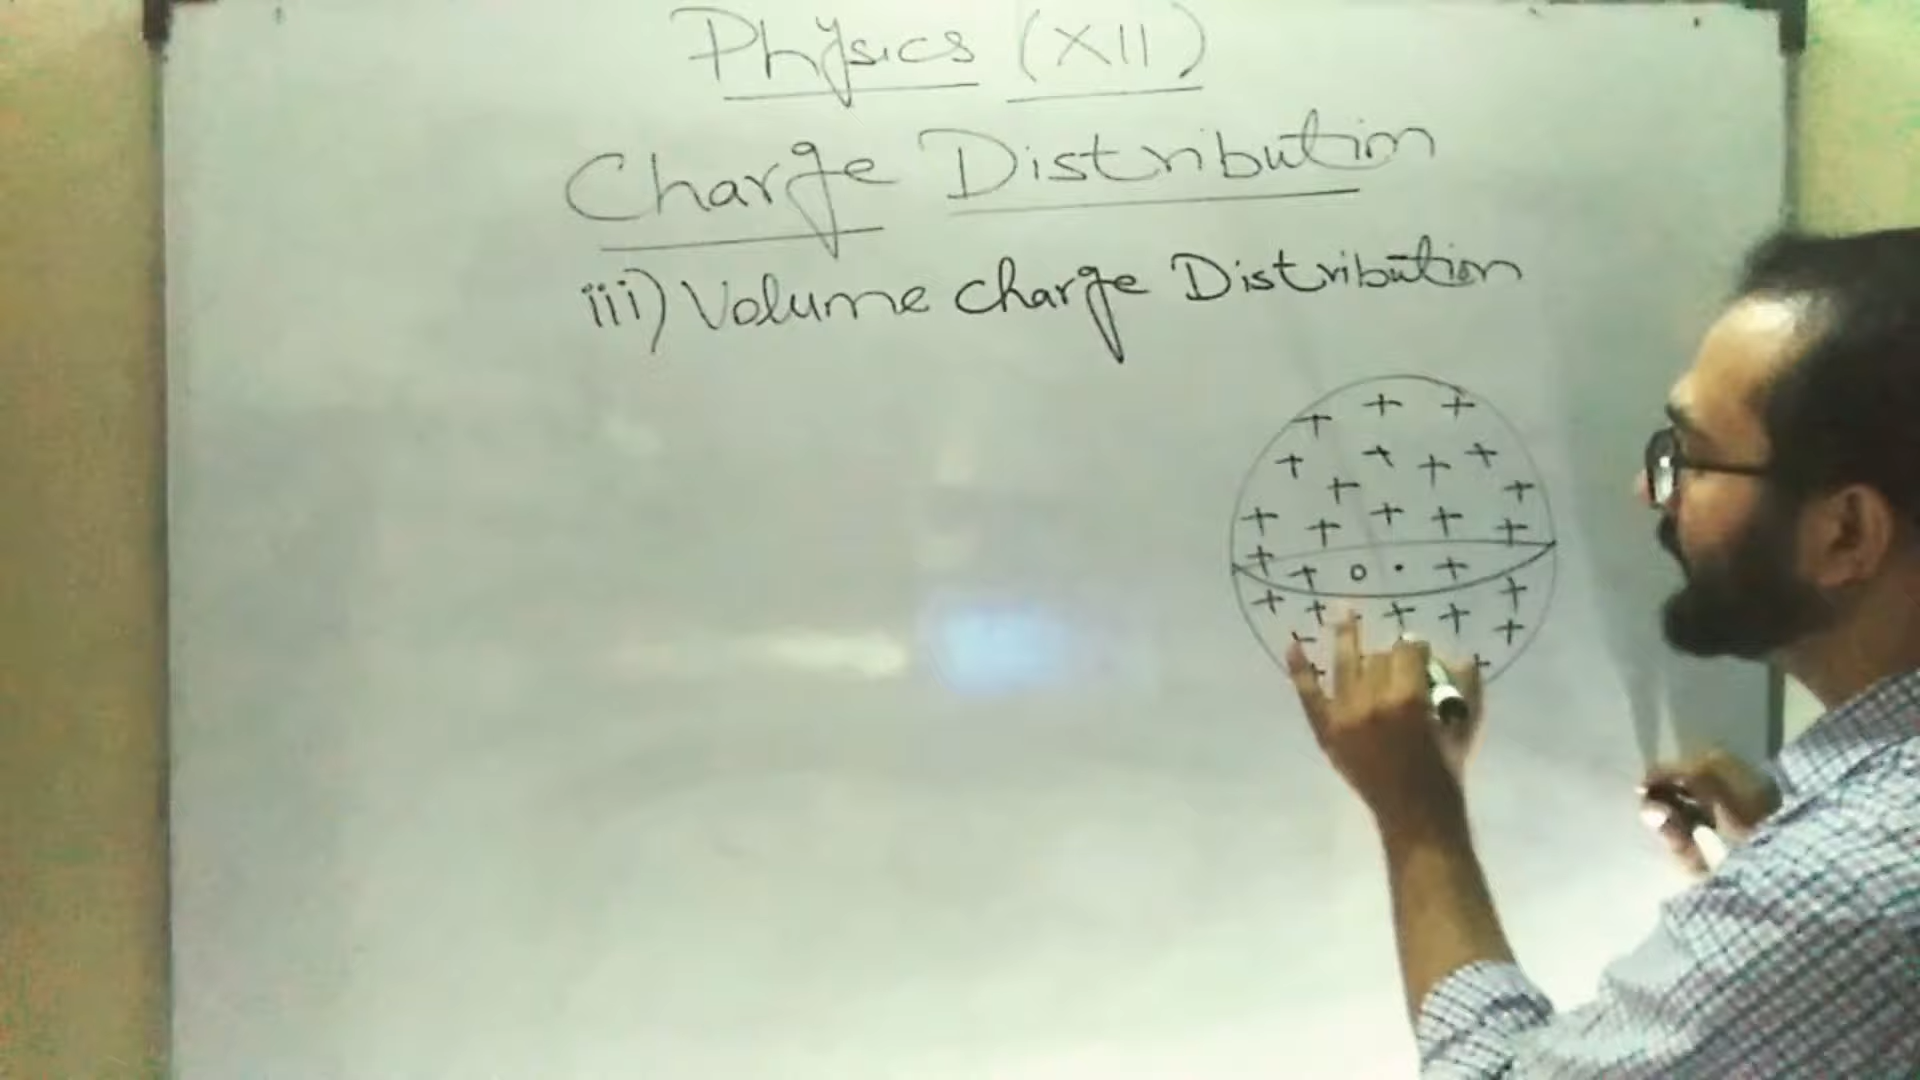 Physics (XII)
Charge Distribution
iii) Volume charge Distribution
+ + +
+ + + +
+ +
+ + + + +
+ + o . +
+ + + + +
+